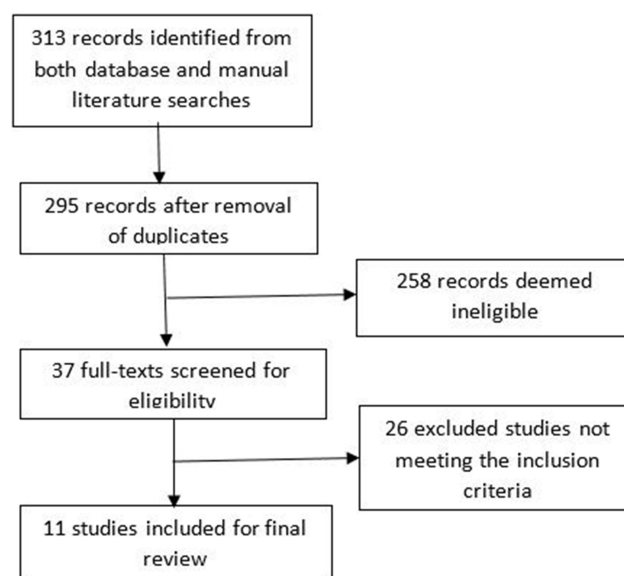 313 records identified from
both database and manual
literature searches
295 records after removal
of duplicates
258 records deemed
ineligible
37 full-texts screened for
eligibility
26 excluded studies not
meeting the inclusion
criteria
11 studies included for final
review